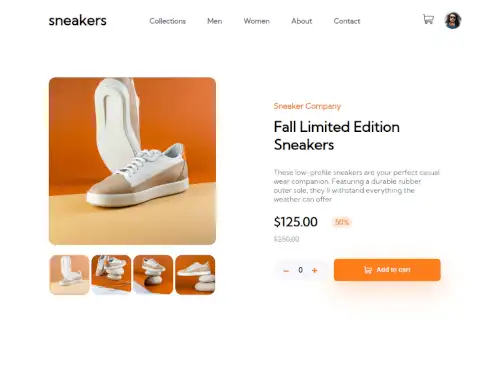 sneakers
Collections
Men
Women
About
Contact
Sneaker Company
Fall Limited Edition
Sneakers
These low-profile sneakers are your perfect casual
wear companion. Featuring a durable rubber
outer sole, they'll withstand everything the
weather can offer
$125.00
50%
$250.00
- 0 +
Add to cart